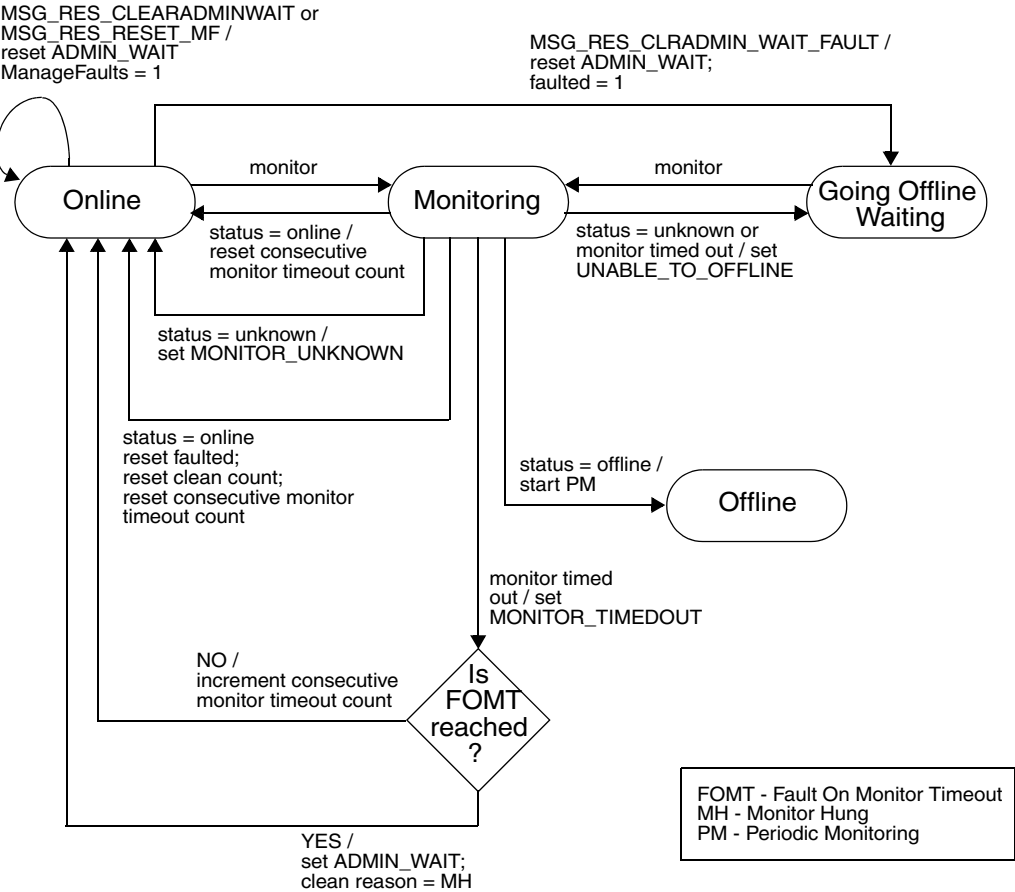 MSG_RES_CLEARADMINWAIT or
MSG_RES_RESET_MF /
reset ADMIN_WAIT
ManageFaults = 1
MSG_RES_CLRADMIN_WAIT_FAULT /
reset ADMIN_WAIT;
faulted = 1
Online
monitor
Monitoring
monitor
Going Offline
Waiting
status = online /
reset consecutive
monitor timeout count
status = unknown or
monitor timed out / set
UNABLE_TO_OFFLINE
status = unknown /
set MONITOR_UNKNOWN
status = online
reset faulted;
reset clean count;
reset consecutive monitor
timeout count
status = offline /
start PM
Offline
monitor timed
out / set
MONITOR_TIMEDOUT
NO /
increment consecutive
monitor timeout count
Is
FOMT
reached
?
YES /
set ADMIN_WAIT;
clean reason = MH
FOMT - Fault On Monitor Timeout
MH - Monitor Hung
PM - Periodic Monitoring